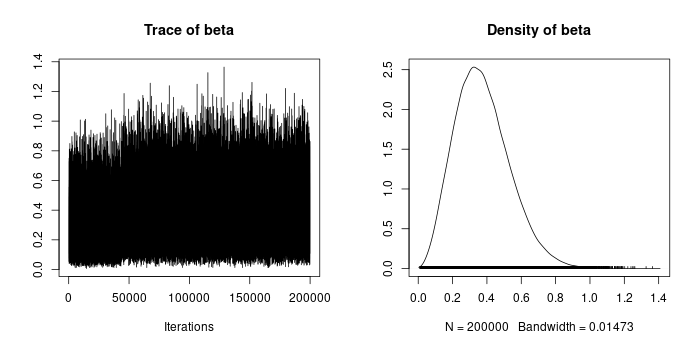 Trace of beta
1.4
1.2
1.0
0.8
0.6
0.4
0.2
0.0
0 50000 100000 150000 200000
Iterations
Density of beta
2.5
2.0
1.5
1.0
0.5
0.0
0.0 0.2 0.4 0.6 0.8 1.0 1.2 1.4
N = 200000 Bandwidth = 0.01473